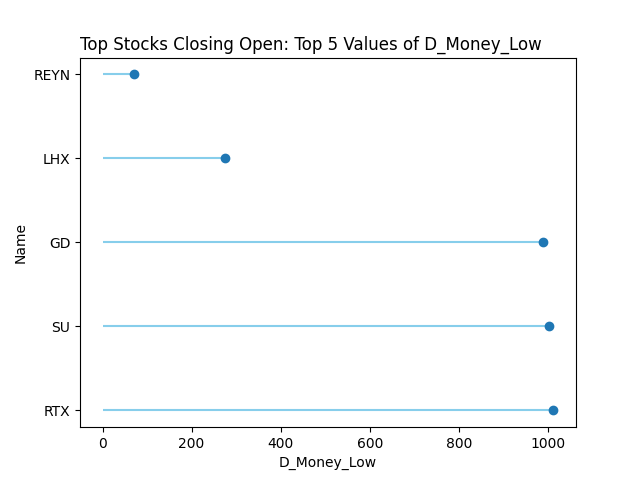 Top Stocks Closing Open: Top 5 Values of D_Money_Low
REYN
LHX
GD
SU
RTX
Name
0 200 400 600 800 1000
D_Money_Low